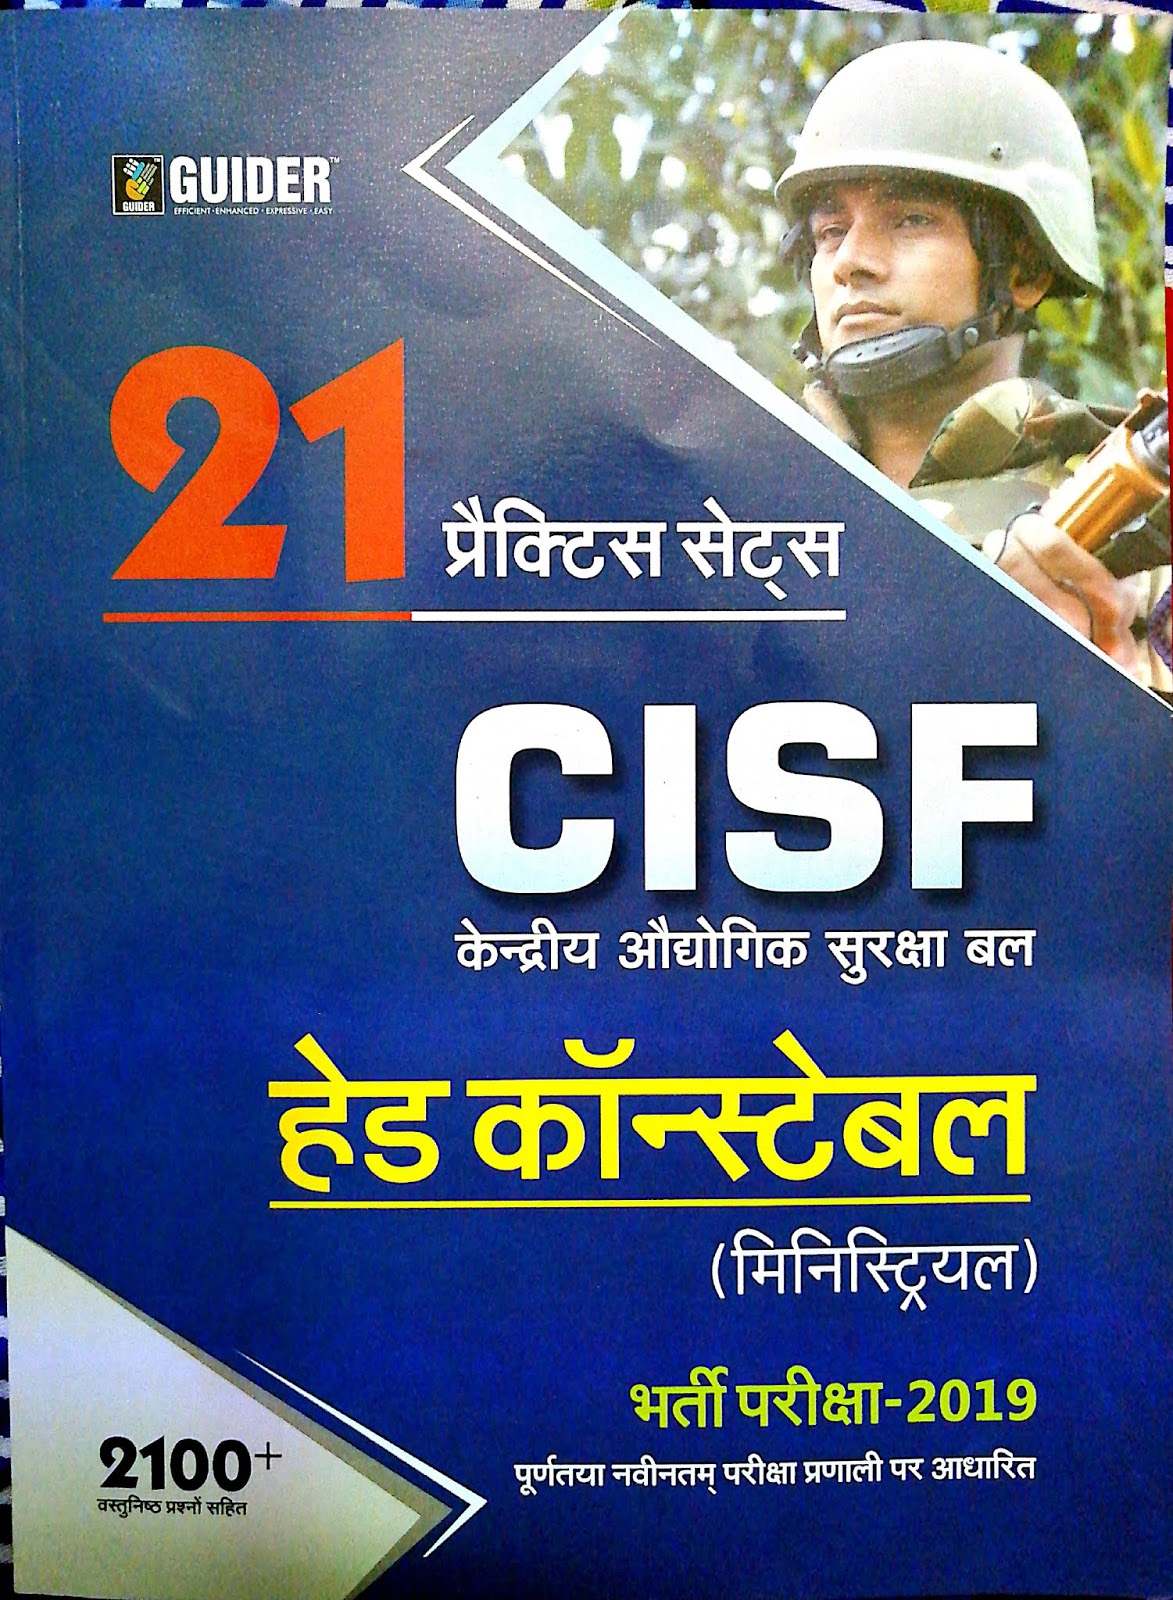 GUIDER
GUIDER™
EFFICIENT · ENHANCED · EXPRESSIVE · EASY
21 प्रैक्टिस सेट्स
CISF
केन्द्रीय औद्योगिक सुरक्षा बल
हेड कॉन्स्टेबल
(मिनिस्ट्रियल)
भर्ती परीक्षा-2019
पूर्णतया नवीनतम् परीक्षा प्रणाली पर आधारित
2100+
वस्तुनिष्ठ प्रश्नों सहित